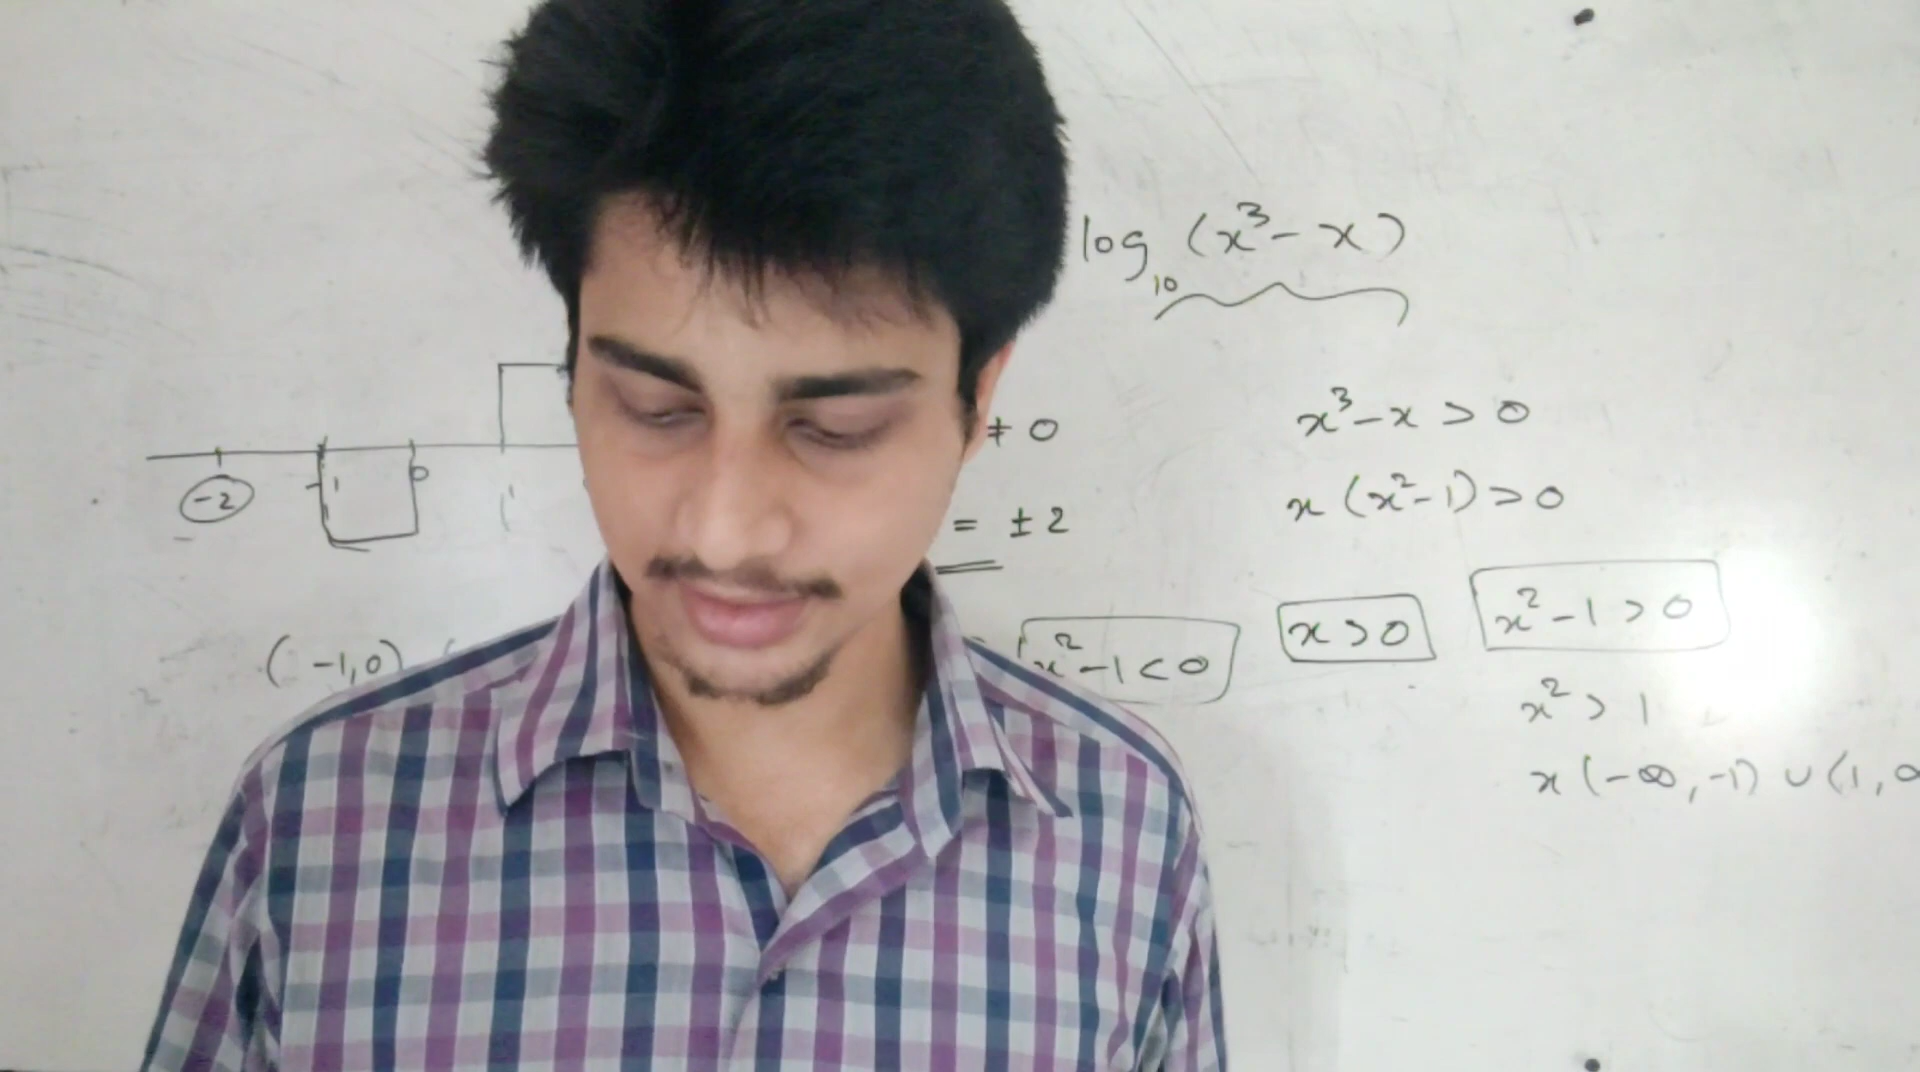 log₁₀ (x³ - x)
x³ - x > 0
≠ 0
x (x² - 1) > 0
= ± 2
-2
-1
0
1
(-1, 0)
x² - 1 < 0
x > 0
x² - 1 > 0
x² > 1
x (-∞, -1) ∪ (1,